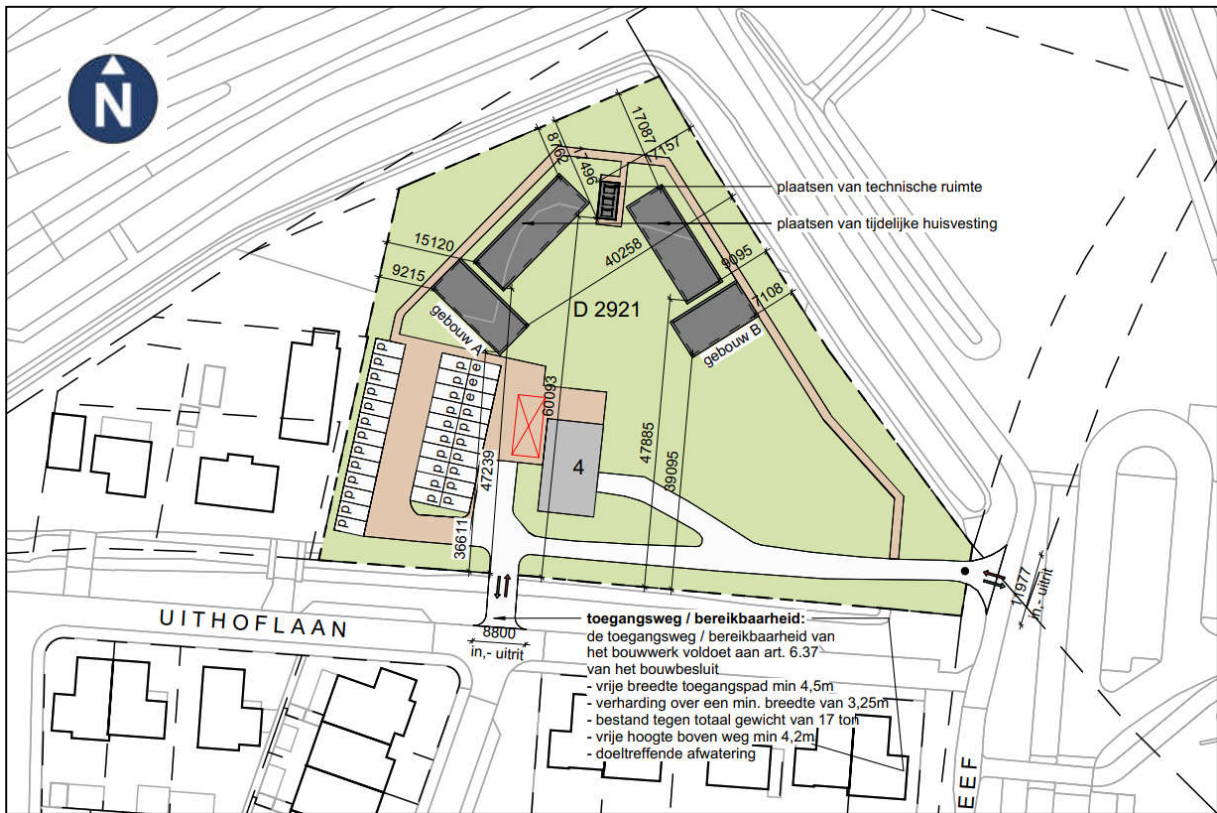 N
17087
8762
17496
7157
plaatsen van technische ruimte
plaatsen van tijdelijke huisvesting
15120
40258
9095
9215
D 2921
7108
gebouw A
gebouw B
p p e e
p p e e
p p p e
p p p p
p p p p
p p p p
p p p
p p p
p p p
p
p
p
60093
47885
47239
39095
4
36611
11977
in,- uitrit
UITHOFLAAN
8800
in,- uitrit
toegangsweg / bereikbaarheid:
de toegangsweg / bereikbaarheid van
het bouwwerk voldoet aan art. 6.37
van het bouwbesluit
- vrije breedte toegangspad min 4,5m
- verharding over een min. breedte van 3,25m
- bestand tegen totaal gewicht van 17 ton
- vrije hoogte boven weg min 4,2m
- doeltreffende afwatering
EEF